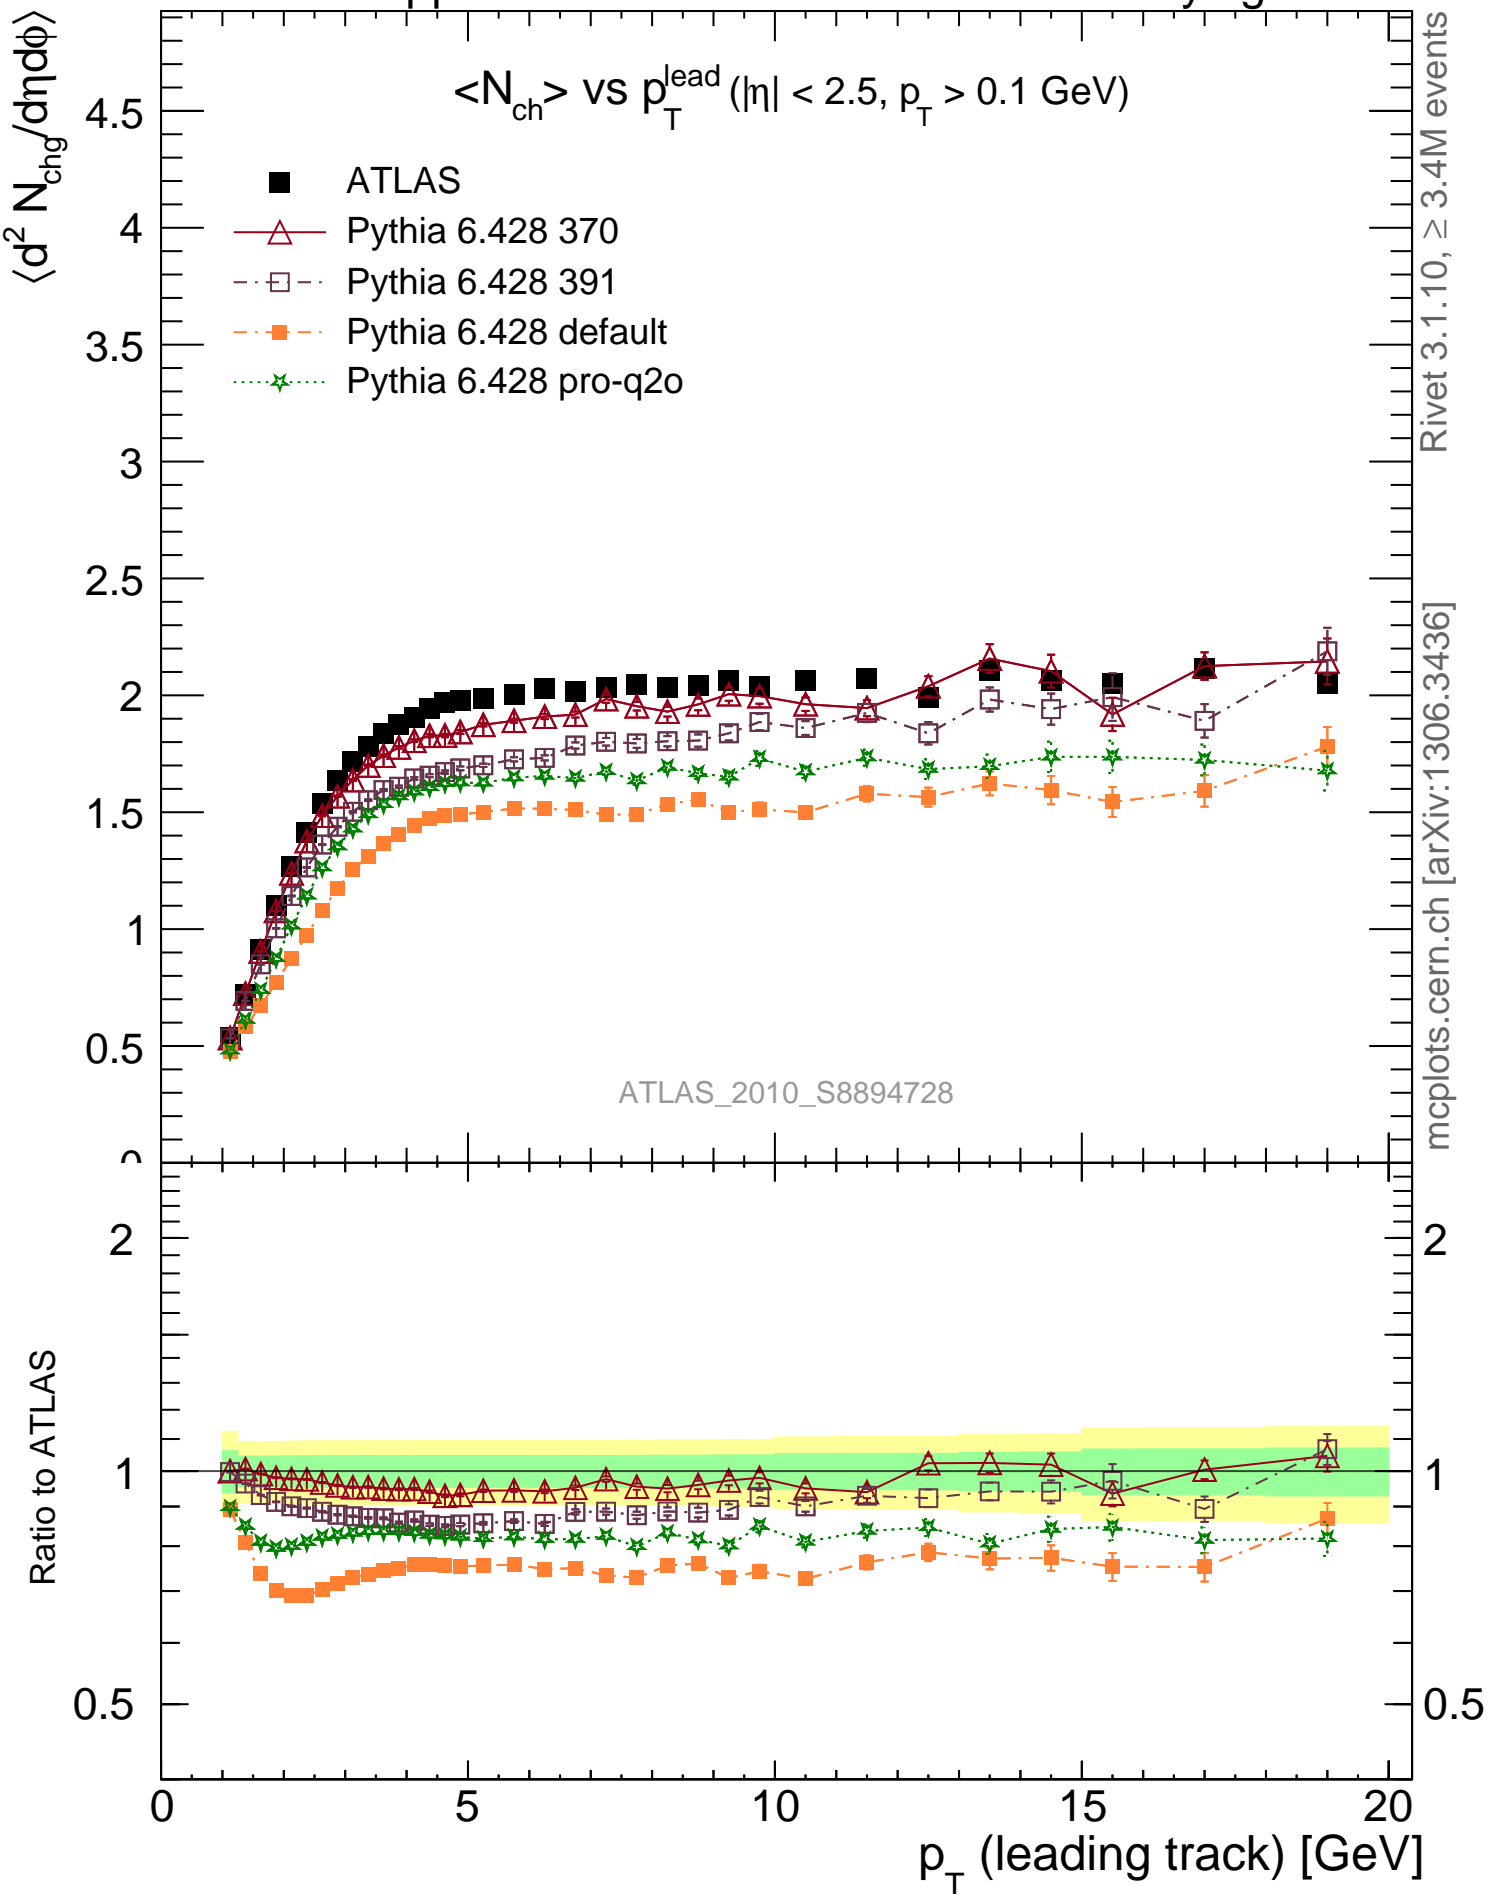 ⟨d² N_chg/dηdϕ⟩
<N_ch> vs p_T^lead (|η| < 2.5, p_T > 0.1 GeV)
ATLAS
Pythia 6.428 370
Pythia 6.428 391
Pythia 6.428 default
Pythia 6.428 pro-q2o
4.5
4
3.5
3
2.5
2
1.5
1
0.5
0
ATLAS_2010_S8894728
Rivet 3.1.10, ≥ 3.4M events
mcplots.cern.ch [arXiv:1306.3436]
Ratio to ATLAS
2
1
0.5
2
1
0.5
0 5 10 15 20
p_T (leading track) [GeV]